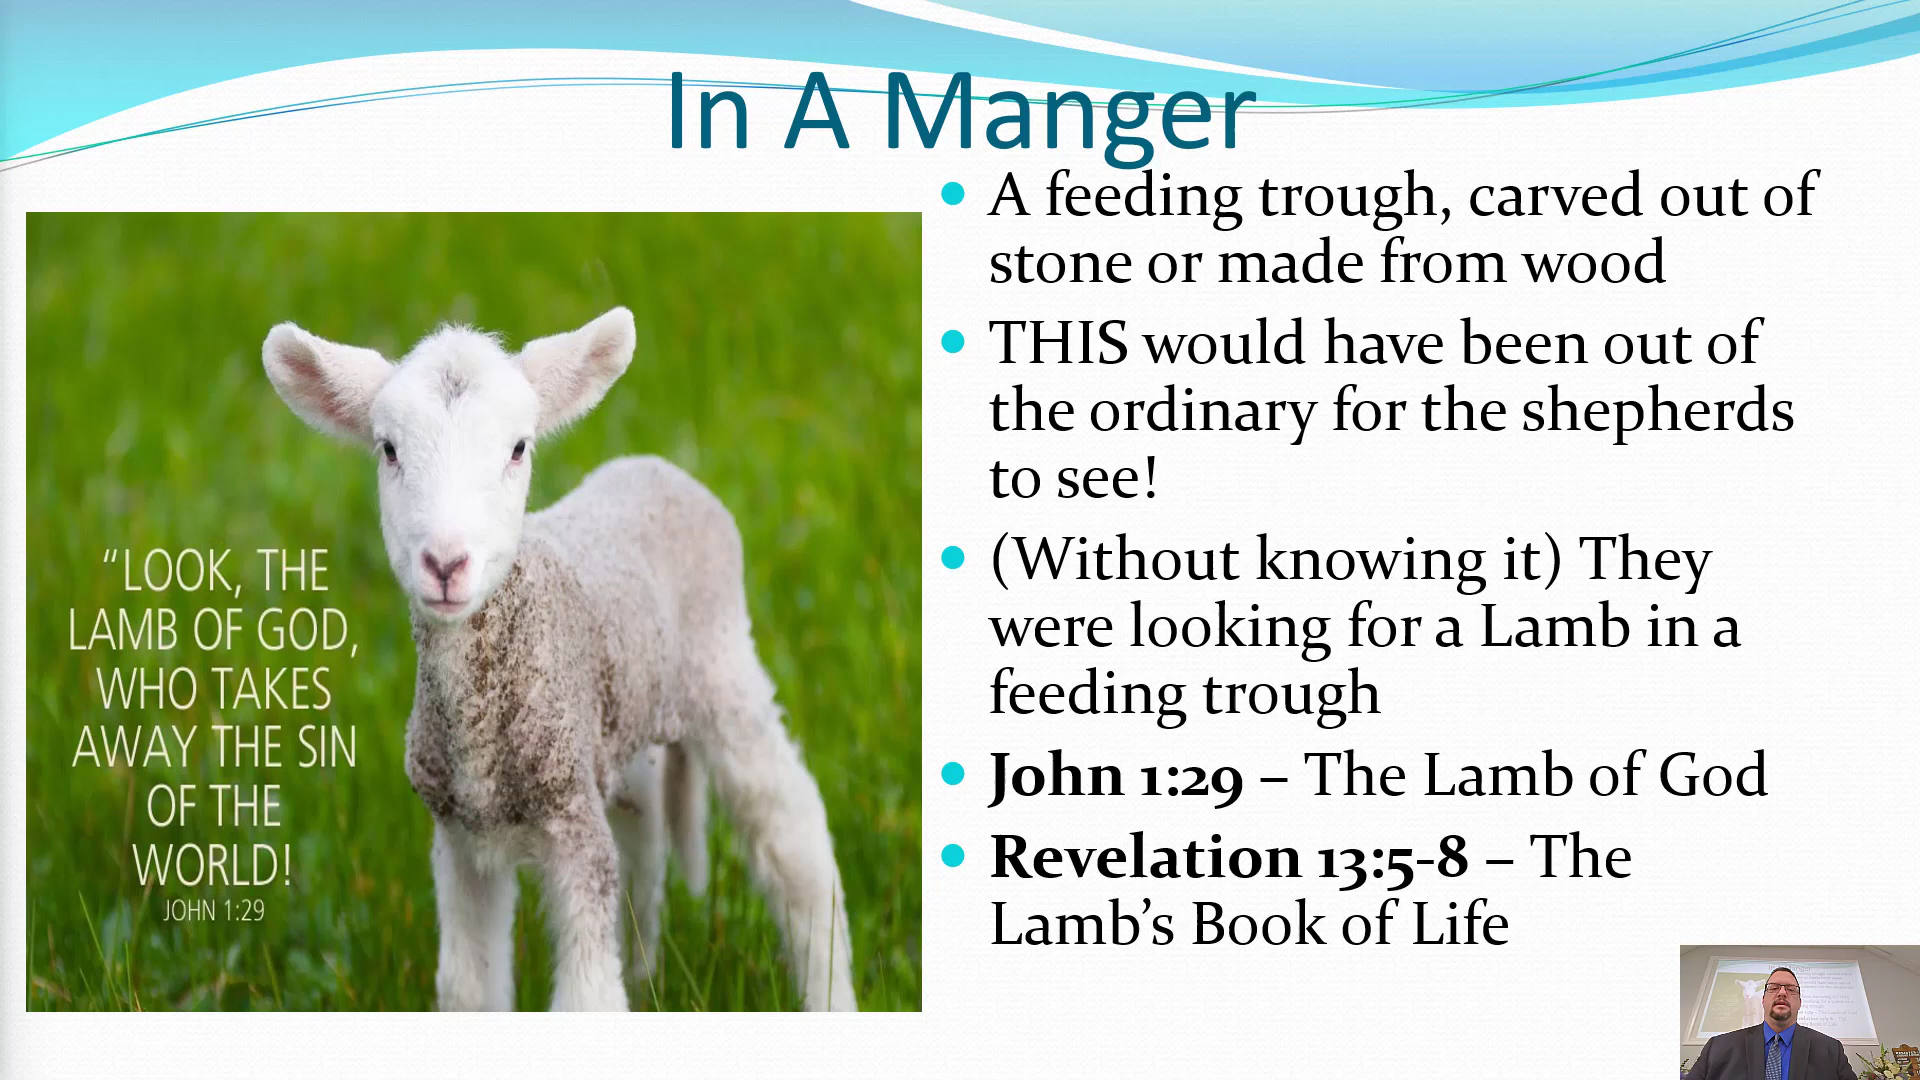 In A Manger
“LOOK, THE
LAMB OF GOD,
WHO TAKES
AWAY THE SIN
OF THE
WORLD!
JOHN 1:29
• A feeding trough, carved out of
stone or made from wood
• THIS would have been out of
the ordinary for the shepherds
to see!
• (Without knowing it) They
were looking for a Lamb in a
feeding trough
• John 1:29 – The Lamb of God
• Revelation 13:5-8 – The
Lamb’s Book of Life